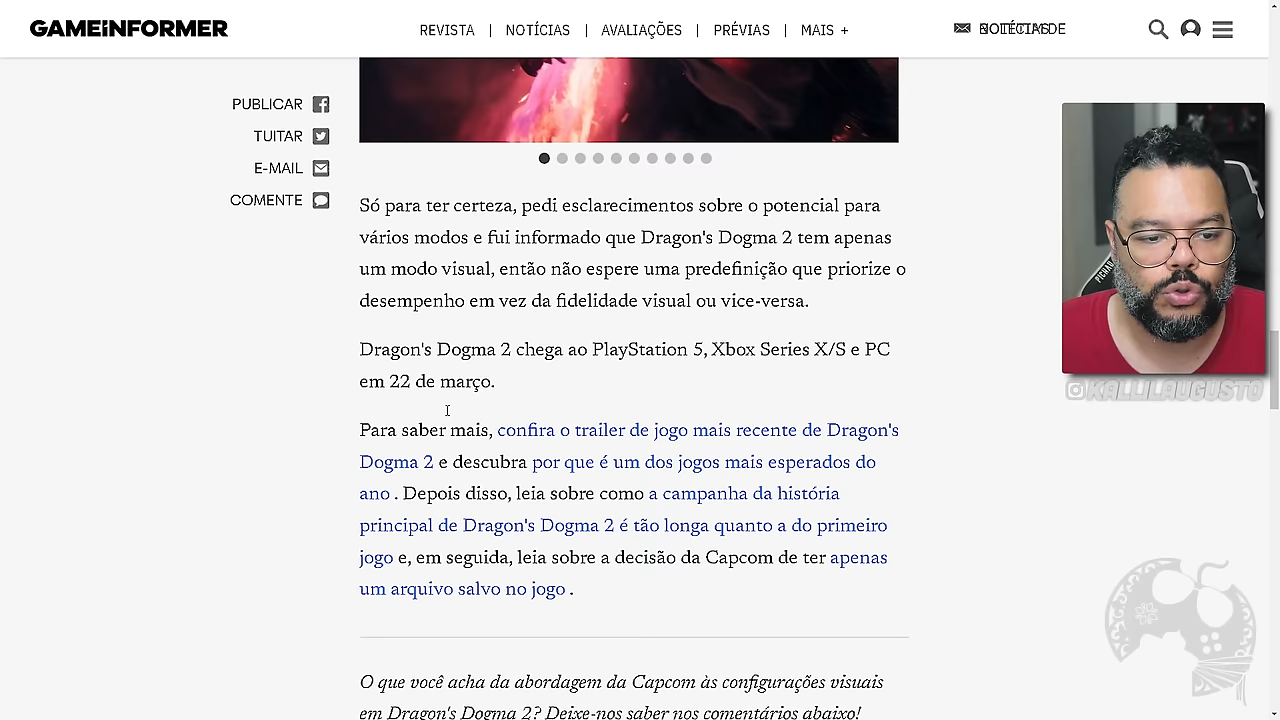 GAMEINFORMER
REVISTA | NOTÍCIAS | AVALIAÇÕES | PRÉVIAS | MAIS +
PUBLICAR
TUITAR
E-MAIL
COMENTE
Só para ter certeza, pedi esclarecimentos sobre o potencial para
vários modos e fui informado que Dragon's Dogma 2 tem apenas
um modo visual, então não espere uma predefinição que priorize o
desempenho em vez da fidelidade visual ou vice-versa.
Dragon's Dogma 2 chega ao PlayStation 5, Xbox Series X/S e PC
em 22 de março.
Para saber mais, confira o trailer de jogo mais recente de Dragon's
Dogma 2 e descubra por que é um dos jogos mais esperados do
ano . Depois disso, leia sobre como a campanha da história
principal de Dragon's Dogma 2 é tão longa quanto a do primeiro
jogo e, em seguida, leia sobre a decisão da Capcom de ter apenas
um arquivo salvo no jogo .
O que você acha da abordagem da Capcom às configurações visuais
em Dragon's Dogma 2? Deixe-nos saber nos comentários abaixo!
KALLILAUGUSTO